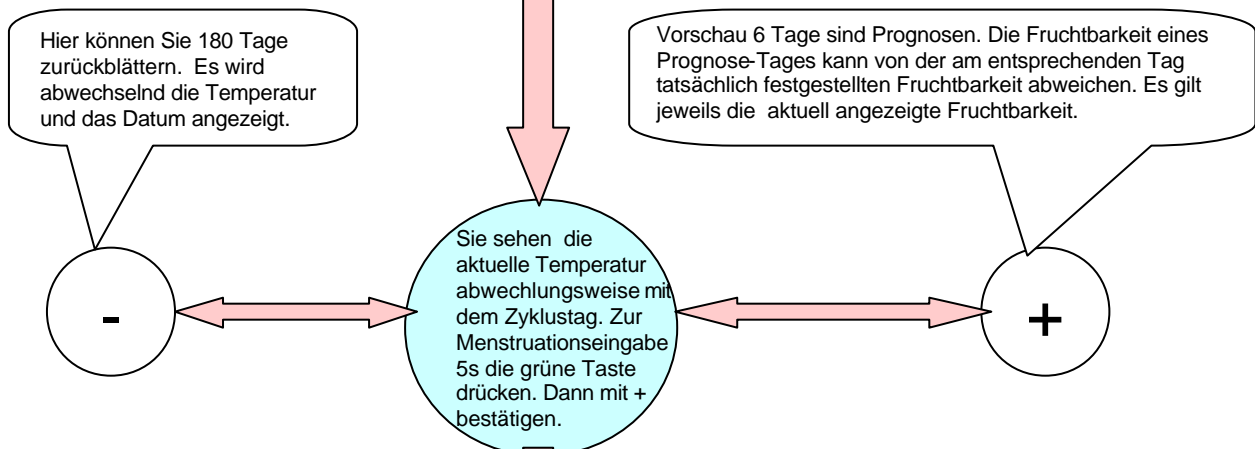 Hier können Sie 180 Tage
zurückblättern. Es wird
abwechselnd die Temperatur
und das Datum angezeigt.
Vorschau 6 Tage sind Prognosen. Die Fruchtbarkeit eines
Prognose-Tages kann von der am entsprechenden Tag
tatsächlich festgestellten Fruchtbarkeit abweichen. Es gilt
jeweils die aktuell angezeigte Fruchtbarkeit.
-
Sie sehen die
aktuelle Temperatur
abwechlungsweise mit
dem Zyklustag. Zur
Menstruationseingabe
5s die grüne Taste
drücken. Dann mit +
bestätigen.
+